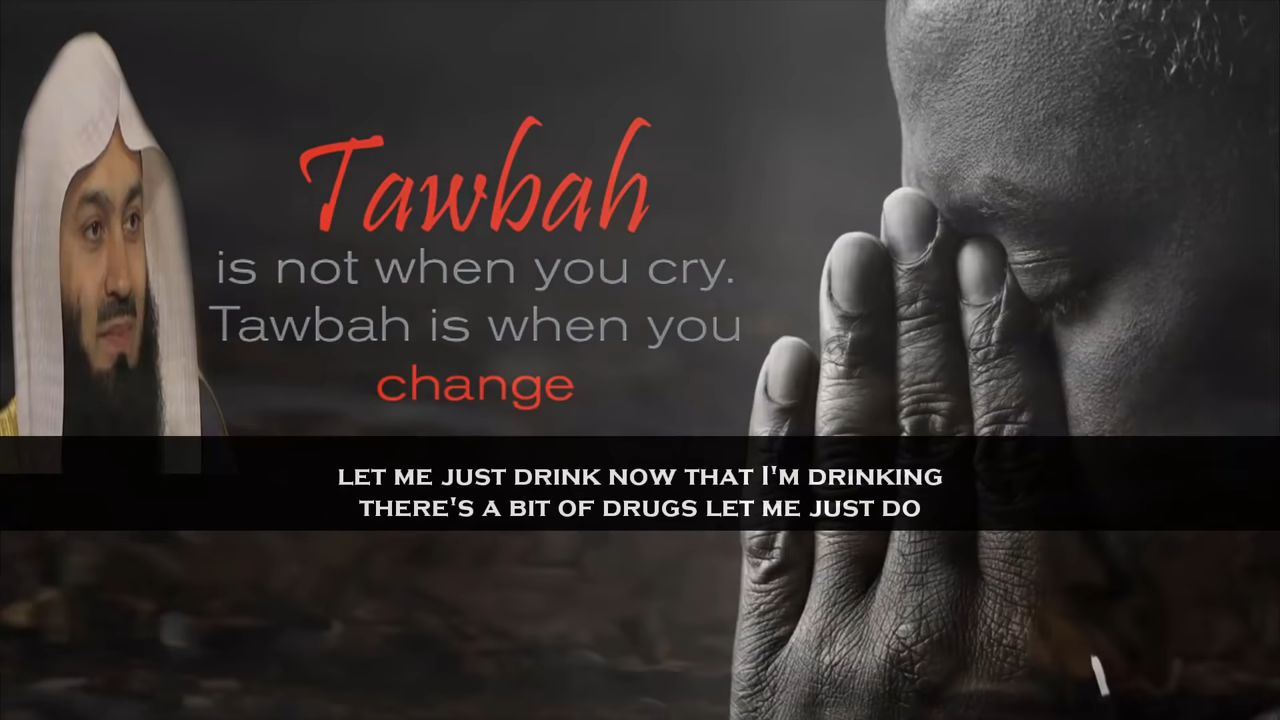 Tawbah
is not when you cry.
Tawbah is when you
change
LET ME JUST DRINK NOW THAT I'M DRINKING
THERE'S A BIT OF DRUGS LET ME JUST DO